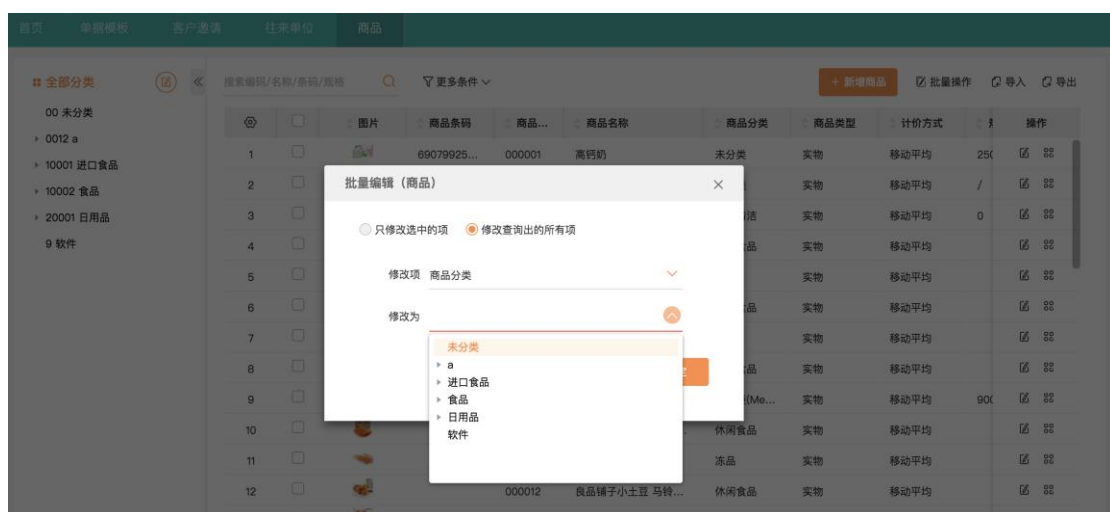 首页 单据模板 客户邀请 往来单位 商品
全部分类
搜索编码/名称/条码/规格 更多条件 + 新增商品 批量操作 导入 导出
00 未分类
0012 a
10001 进口食品
10002 食品
20001 日用品
9 软件
图片 商品条码 商品... 商品名称 商品分类 商品类型 计价方式 操作
1 69079925... 000001 高钙奶 未分类 实物 移动平均 250
2 实物 移动平均 /
3 洁 实物 移动平均 0
4 品 实物 移动平均
5 实物 移动平均
6 品 实物 移动平均
7 实物 移动平均
8 品 实物 移动平均
9 (Me... 实物 移动平均 900
10 休闲食品 实物 移动平均
11 冻品 实物 移动平均
12 000012 良品铺子小土豆 马铃... 休闲食品 实物 移动平均
批量编辑（商品）
只修改选中的项 修改查询出的所有项
修改项 商品分类
修改为
未分类
a
进口食品
食品
日用品
软件